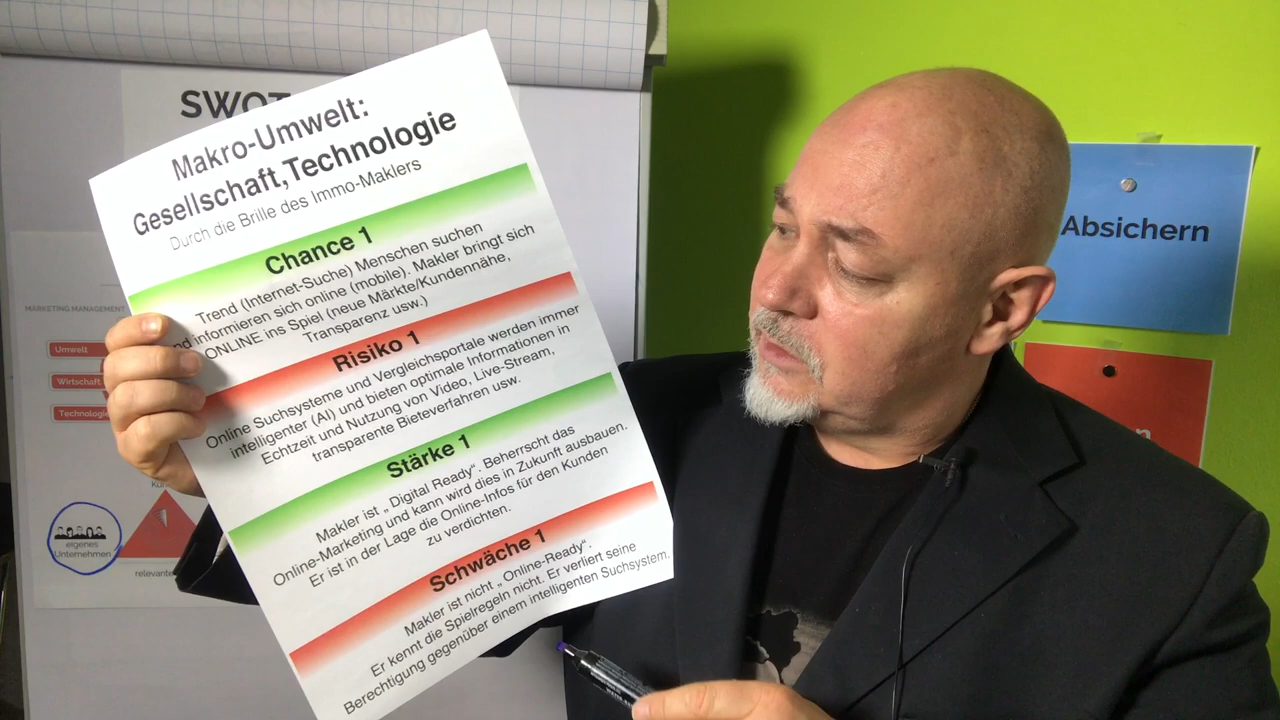 SWOT
Makro-Umwelt:
Gesellschaft,Technologie
Durch die Brille des Immo-Maklers
Chance 1
Trend (Internet-Suche) Menschen suchen
nd informieren sich online (mobile). Makler bringt sich
ONLINE ins Spiel (neue Märkte/Kundennähe,
Transparenz usw.)
Risiko 1
Online Suchsysteme und Vergleichsportale werden immer
intelligenter (AI) und bieten optimale Informationen in
Echtzeit und Nutzung von Video, Live-Stream,
transparente Bieteverfahren usw.
Stärke 1
Makler ist „ Digital Ready“. Beherrscht das
Online-Marketing und kann wird dies in Zukunft ausbauen.
Er ist in der Lage die Online-Infos für den Kunden
zu verdichten.
Schwäche 1
Makler ist nicht „ Online-Ready“.
Er kennt die Spielregeln nicht. Er verliert seine
Berechtigung gegenüber einem intelligenten Suchsystem.
MARKETING MANAGEMENT
Umwelt
Wirtschaft
Technologie
eigenes
Unternehmen
relevante
Absichern